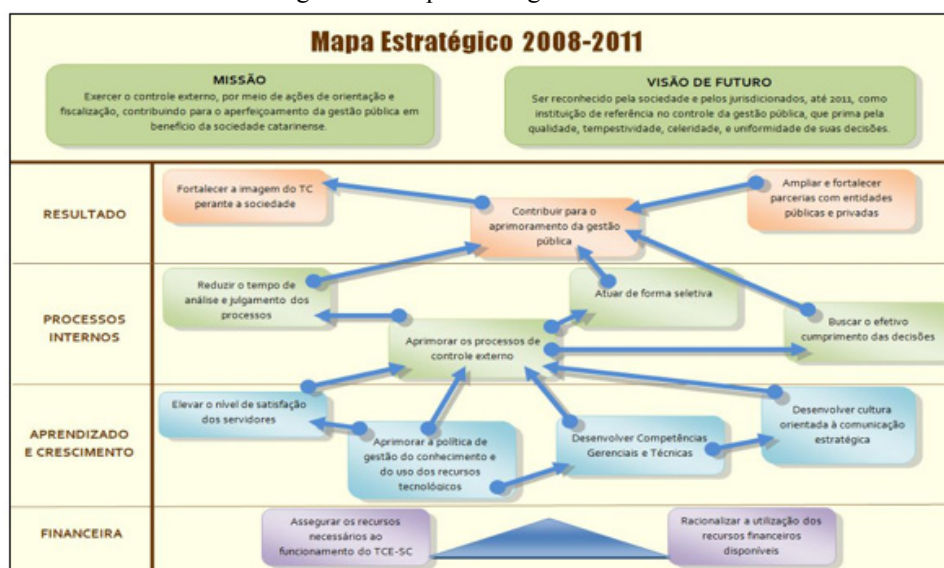 Mapa Estratégico 2008-2011
MISSÃO
Exercer o controle externo, por meio de ações de orientação e
fiscalização, contribuindo para o aperfeiçoamento da gestão pública em
benefício da sociedade catarinense.
VISÃO DE FUTURO
Ser reconhecido pela sociedade e pelos jurisdicionados, até 2011, como
instituição de referência no controle da gestão pública, que prima pela
qualidade, tempestividade, celeridade, e uniformidade de suas decisões.
RESULTADO
Fortalecer a imagem do TC
perante a sociedade
Contribuir para o
aprimoramento da gestão
pública
Ampliar e fortalecer
parcerias com entidades
públicas e privadas
PROCESSOS
INTERNOS
Reduzir o tempo de
análise e julgamento dos
processos
Aprimorar os processos de
controle externo
Atuar de forma seletiva
Buscar o efetivo
cumprimento das decisões
APRENDIZADO
E CRESCIMENTO
Elevar o nível de satisfação
dos servidores
Aprimorar a política de
gestão do conhecimento e
do uso dos recursos
tecnológicos
Desenvolver Competências
Gerenciais e Técnicas
Desenvolver cultura
orientada à comunicação
estratégica
FINANCEIRA
Assegurar os recursos
necessários ao
funcionamento do TCE-SC
Racionalizar a utilização dos
recursos financeiros
disponíveis